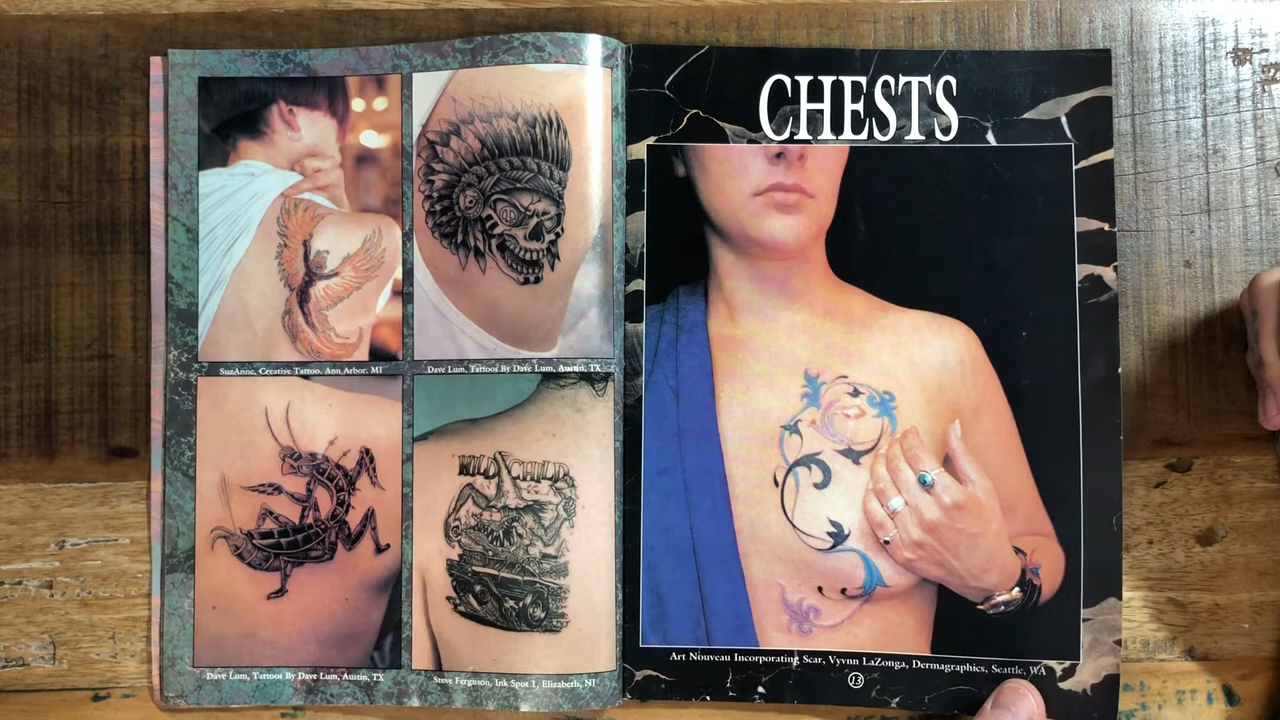 SuzAnne, Creative Tattoo, Ann Arbor, MI
Dave Lum, Tattoos By Dave Lum, Austin, TX
WILD CHILD
Dave Lum, Tattoos By Dave Lum, Austin, TX
Steve Ferguson, Ink Spot 1, Elizabeth, NJ
CHESTS
Art Nouveau Incorporating Scar, Vyvnn LaZonga, Dermagraphics, Seattle, WA
13